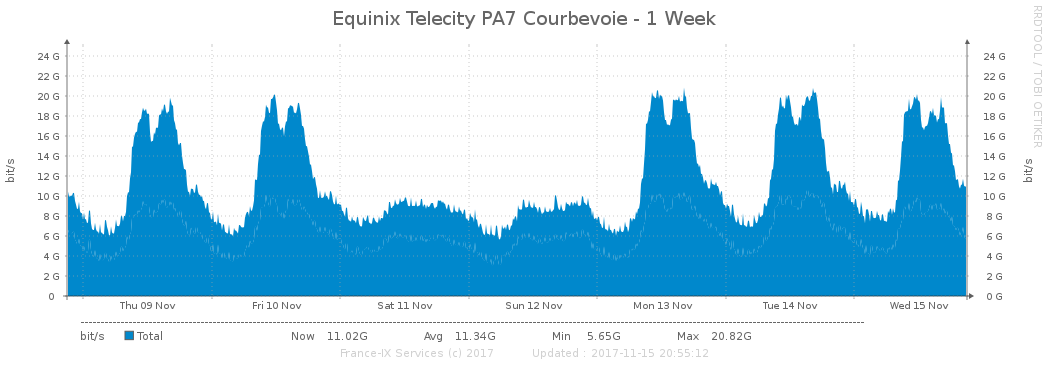 Equinix Telecity PA7 Courbevoie - 1 Week
RRDTOOL / TOBI OETIKER
bit/s
24 G 24 G
22 G 22 G
20 G 20 G
18 G 18 G
16 G 16 G
14 G 14 G
12 G 12 G
10 G 10 G
8 G 8 G
6 G 6 G
4 G 4 G
2 G 2 G
0 0 G
bit/s
Thu 09 Nov Fri 10 Nov Sat 11 Nov Sun 12 Nov Mon 13 Nov Tue 14 Nov Wed 15 Nov
bit/s Total Now 11.02G Avg 11.34G Min 5.65G Max 20.82G
France-IX Services (c) 2017 Updated : 2017-11-15 20:55:12